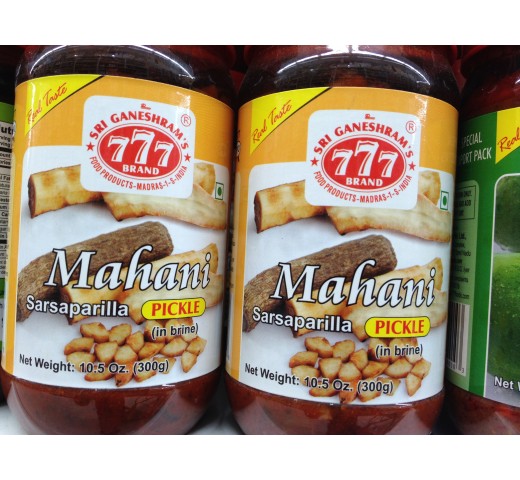 Real Taste
SRI GANESHRAM'S
®
777
BRAND
FOOD PRODUCTS-MADRAS-1-S-INDIA
Mahani
Sarsaparilla PICKLE
(in brine)
Net Weight: 10.5 Oz. (300g)
Real Taste
SRI GANESHRAM'S
®
777
BRAND
FOOD PRODUCTS-MADRAS-1-S-INDIA
Mahani
Sarsaparilla PICKLE
(in brine)
Net Weight: 10.5 Oz. (300g)
SPECIAL
PACK
Real
Net